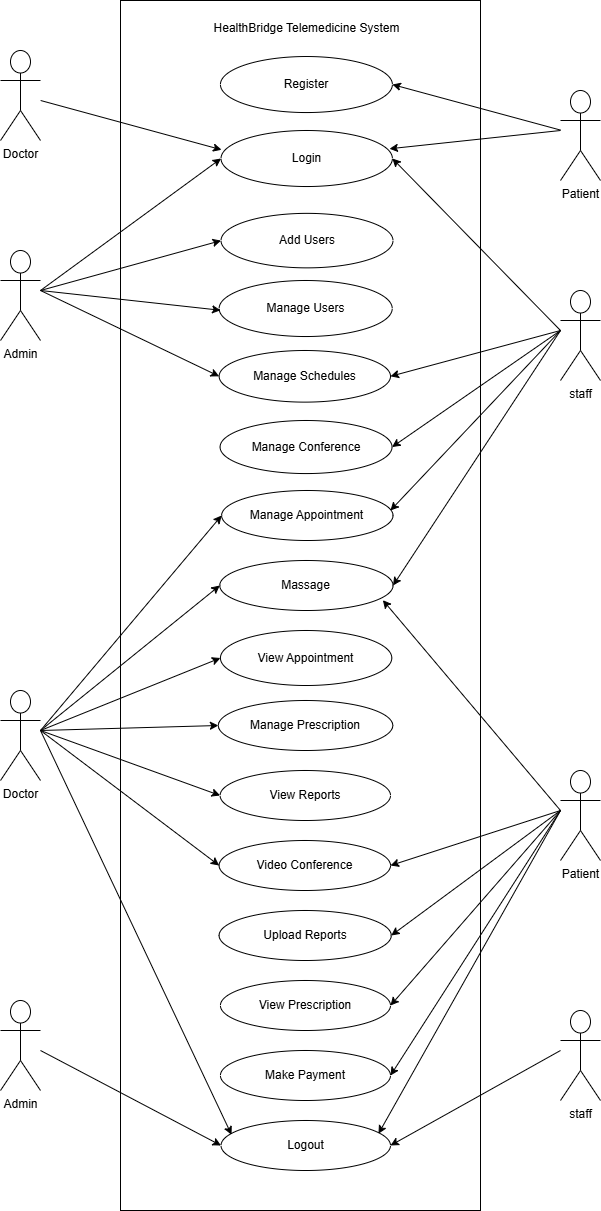 HealthBridge Telemedicine System
Register
Doctor
Login
Patient
Add Users
Manage Users
Admin
Manage Schedules
staff
Manage Conference
Manage Appointment
Massage
View Appointment
Manage Prescription
Doctor
View Reports
Video Conference
Patient
Upload Reports
View Prescription
Make Payment
Admin
staff
Logout